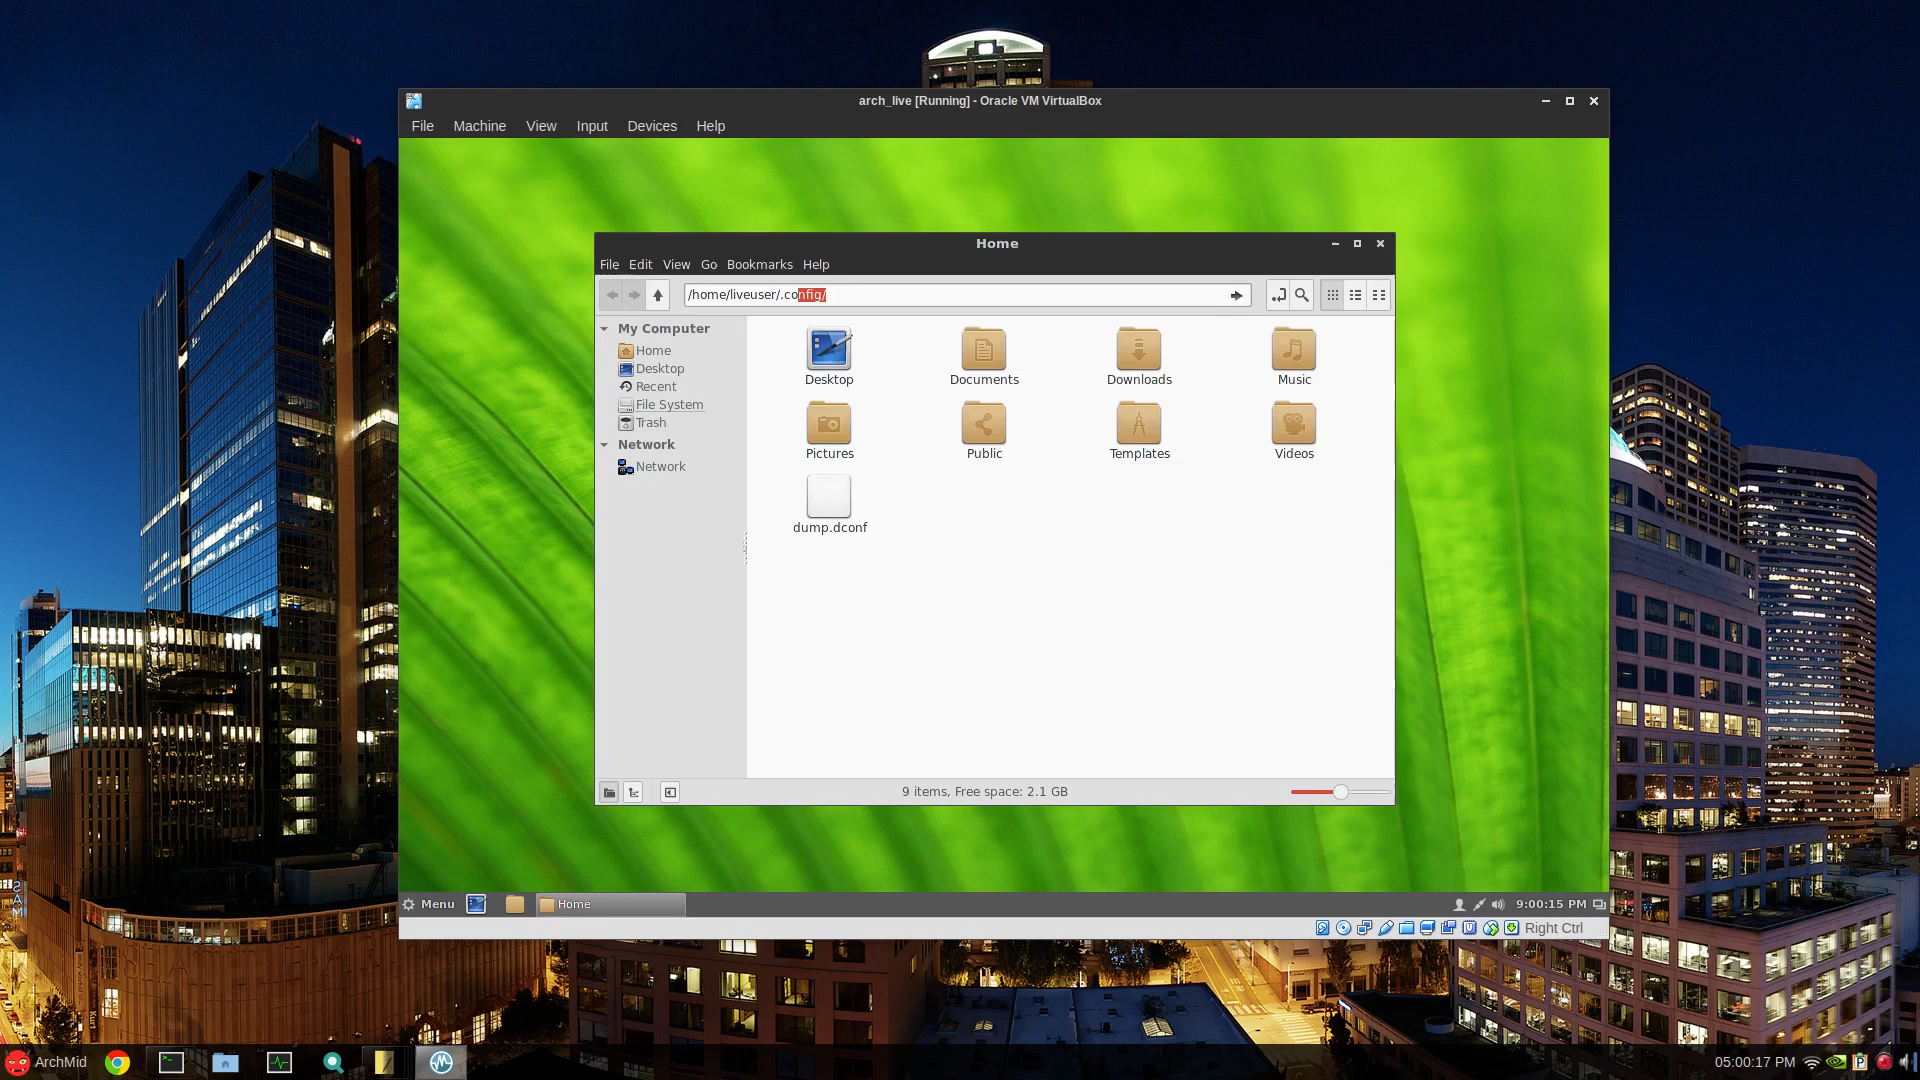 arch_live [Running] - Oracle VM VirtualBox
File Machine View Input Devices Help
Home
File Edit View Go Bookmarks Help
/home/liveuser/.config/
My Computer
Home
Desktop
Recent
File System
Trash
Network
Network
Desktop Documents Downloads Music
Pictures Public Templates Videos
dump.dconf
9 items, Free space: 2.1 GB
Menu Home 9:00:15 PM
Right Ctrl
ArchMid 05:00:17 PM